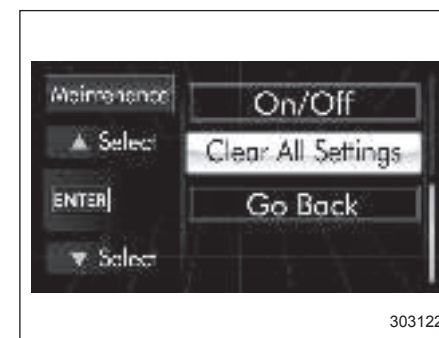 Maintenance
▲ Select
ENTER
▼ Select
On/Off
Clear All Settings
Go Back
303122